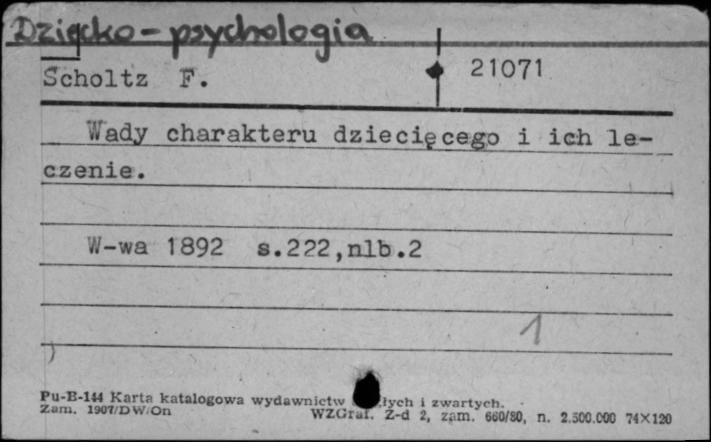 Dziecko - psychologia
Scholtz F. 21071
Wady charakteru dziecięcego i ich le-
czenie.
W-wa 1892 s.222,nlb.2
1
Pu-B-144 Karta katalogowa wydawnictw łych i zwartych.
Zam. 1907/DW/On WZGraf. Z-d 2, zam. 660/80, n. 2.500.000 74×120